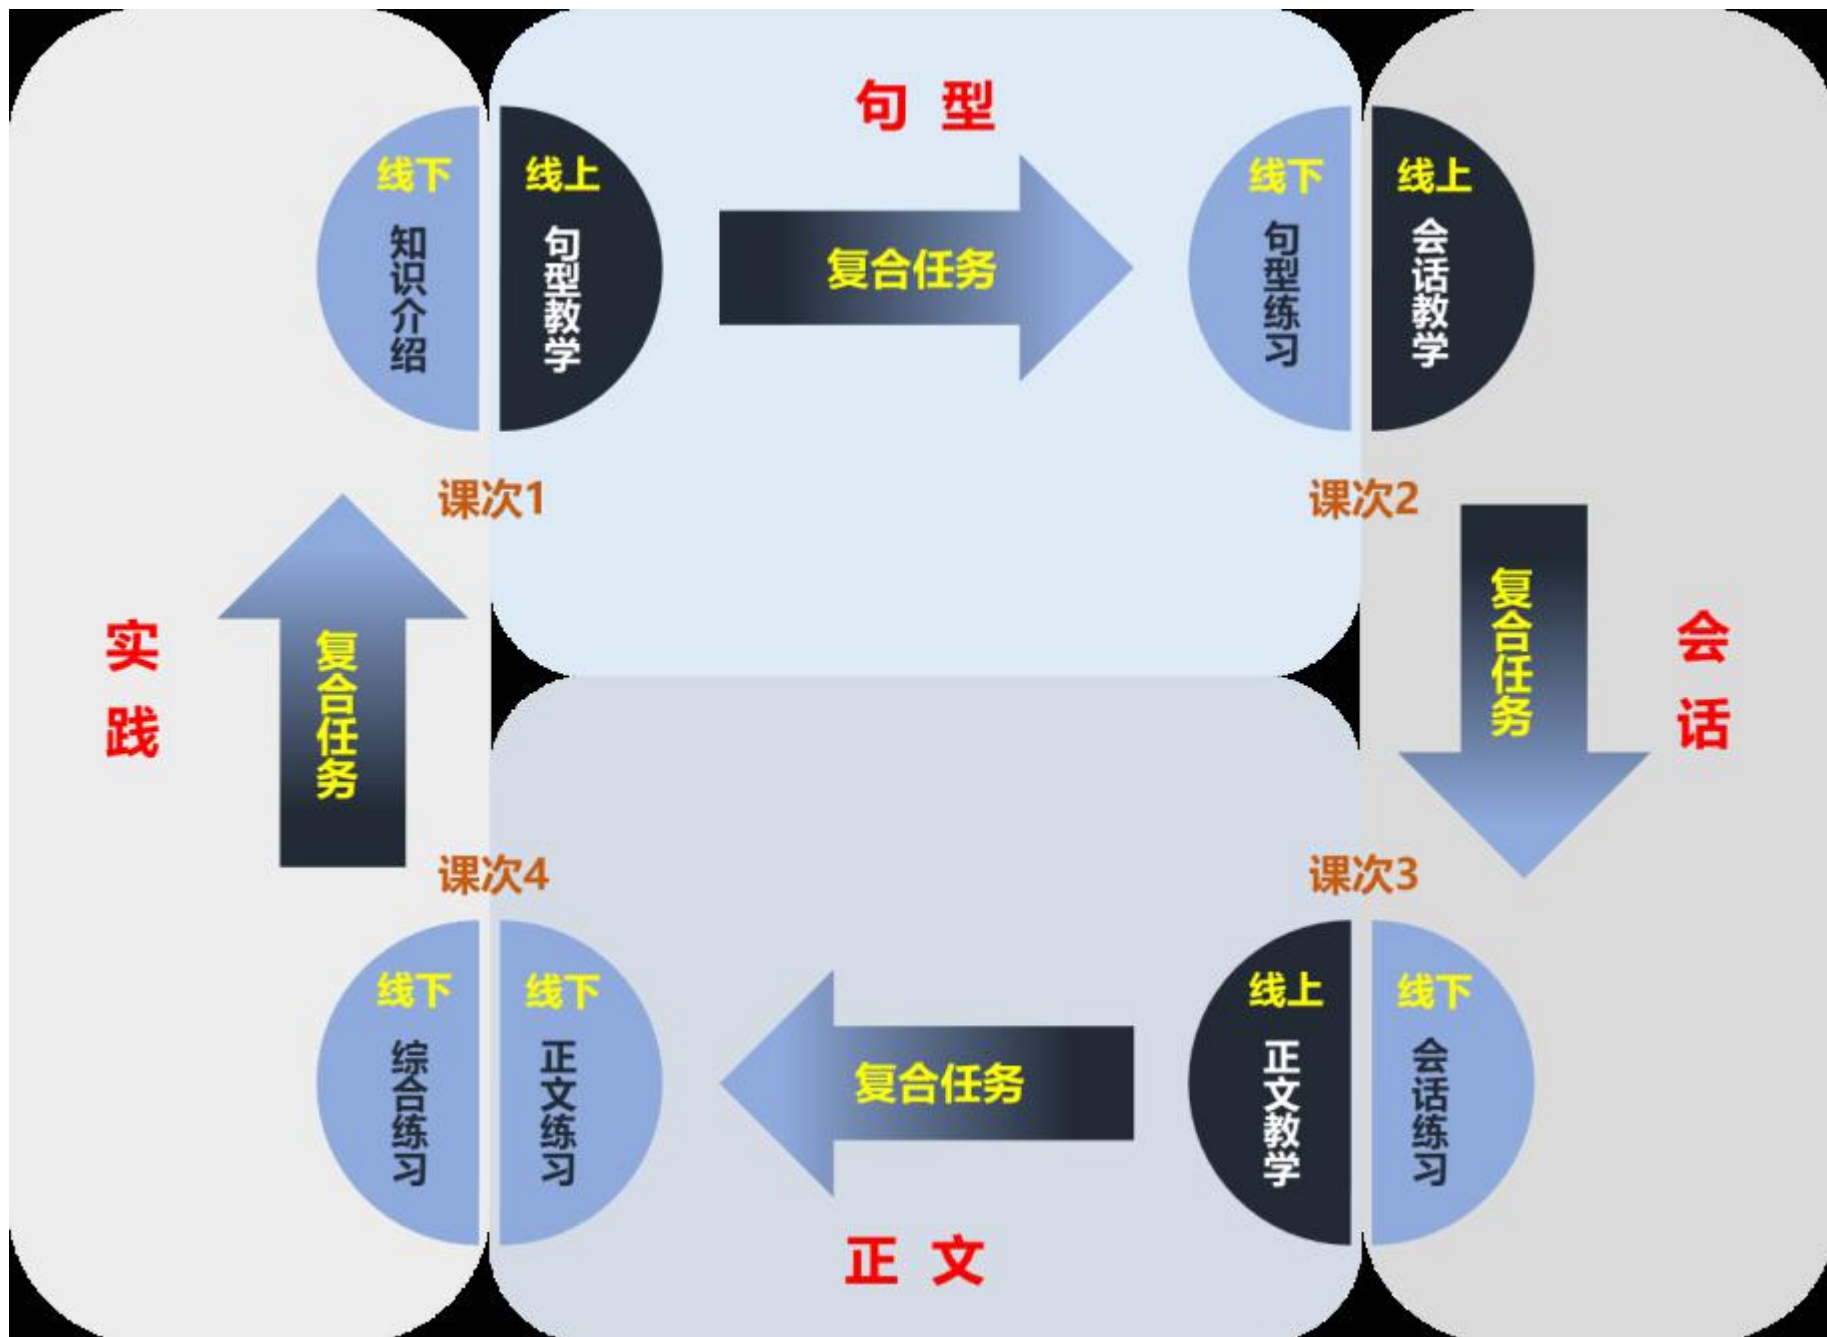 句 型
线下
知识介绍
线上
句型教学
复合任务
线下
句型练习
线上
会话教学
课次1
课次2
实践
复合任务
复合任务
会话
课次4
课次3
线下
综合练习
线下
正文练习
复合任务
线上
正文教学
线下
会话练习
正 文